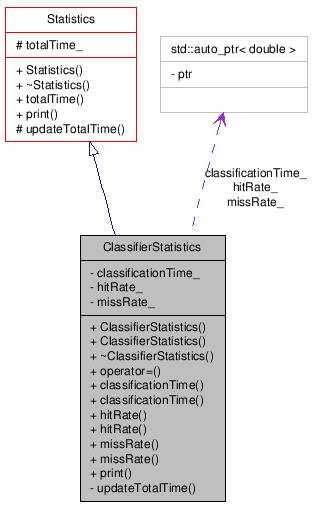 Statistics
# totalTime_
+ Statistics()
+ ~Statistics()
+ totalTime()
+ print()
# updateTotalTime()
std::auto_ptr< double >
- ptr
classificationTime_
hitRate_
missRate_
ClassifierStatistics
- classificationTime_
- hitRate_
- missRate_
+ ClassifierStatistics()
+ ClassifierStatistics()
+ ~ClassifierStatistics()
+ operator=()
+ classificationTime()
+ classificationTime()
+ hitRate()
+ hitRate()
+ missRate()
+ missRate()
+ print()
- updateTotalTime()